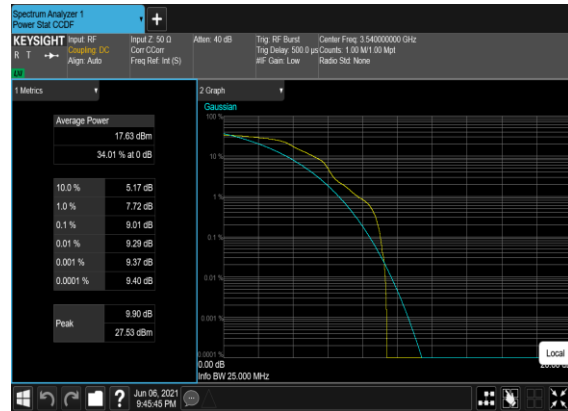 Spectrum Analyzer 1
Power Stat CCDF
KEYSIGHT
R T
LU
Input: RF
Coupling: DC
Align: Auto
Input Z: 50 Ω
Corr CCorr
Freq Ref: Int (S)
Atten: 40 dB
Trig: RF Burst
Trig Delay: 500.0 µs
#IF Gain: Low
Center Freq: 3.540000000 GHz
Counts: 1.00 M/1.00 Mpt
Radio Std: None
1 Metrics
2 Graph
Average Power
17.63 dBm
34.01 % at 0 dB
10.0 % 5.17 dB
1.0 % 7.72 dB
0.1 % 9.01 dB
0.01 % 9.29 dB
0.001 % 9.37 dB
0.0001 % 9.40 dB
Peak
9.90 dB
27.53 dBm
Gaussian
100 %
10 %
1 %
0.1 %
0.01 %
0.001 %
0.0001 %
0.00 dB
Info BW 25.000 MHz
Local
?
Jun 06, 2021
9:45:45 PM